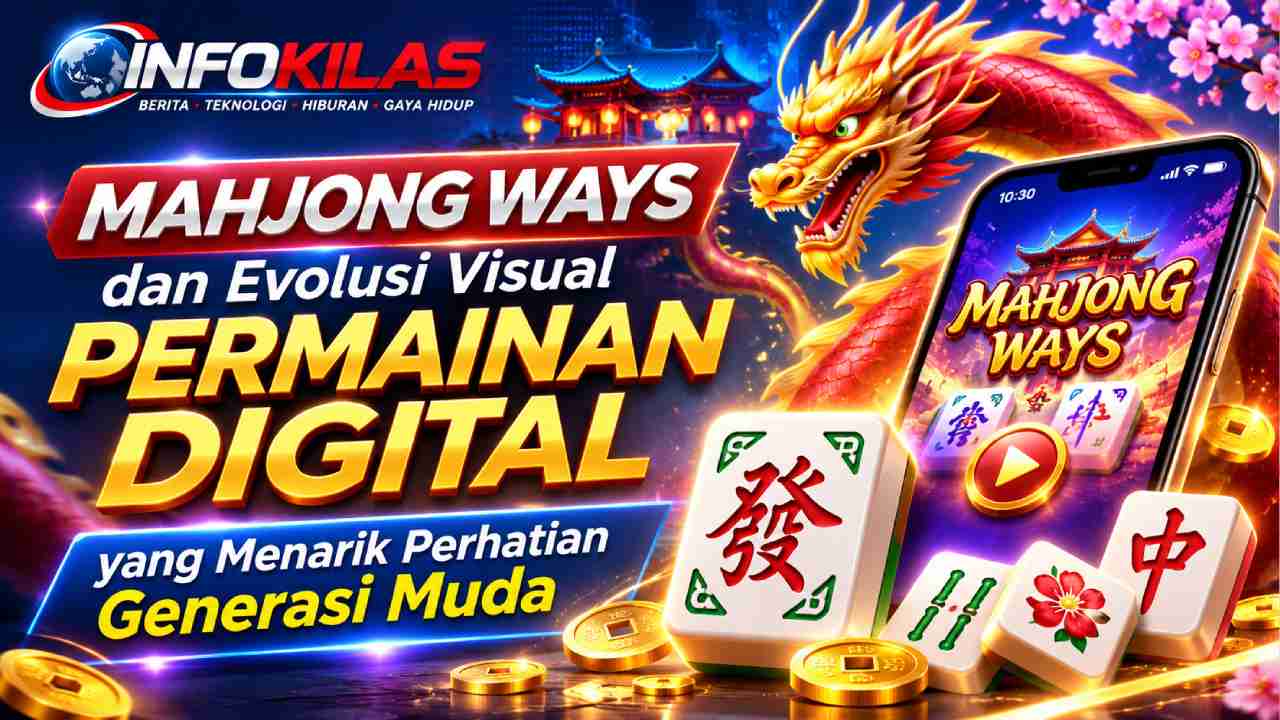 INFOKILAS
BERITA · TEKNOLOGI · HIBURAN · GAYA HIDUP
MAHJONG WAYS
dan Evolusi Visual
PERMAINAN
DIGITAL
yang Menarik Perhatian
Generasi Muda
10:30
MAHJONG
WAYS
發
發
中